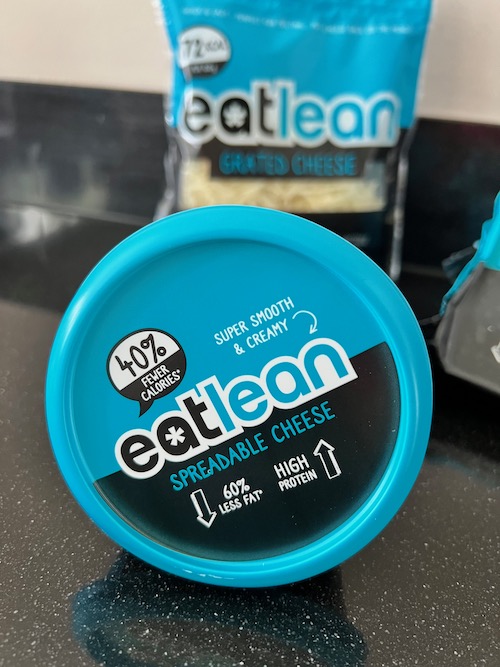 72 kcal
eatlean
GRATED CHEESE
SUPER SMOOTH
& CREAMY
40%
FEWER
CALORIES*
eatlean
SPREADABLE CHEESE
60%
LESS FAT*
HIGH
PROTEIN